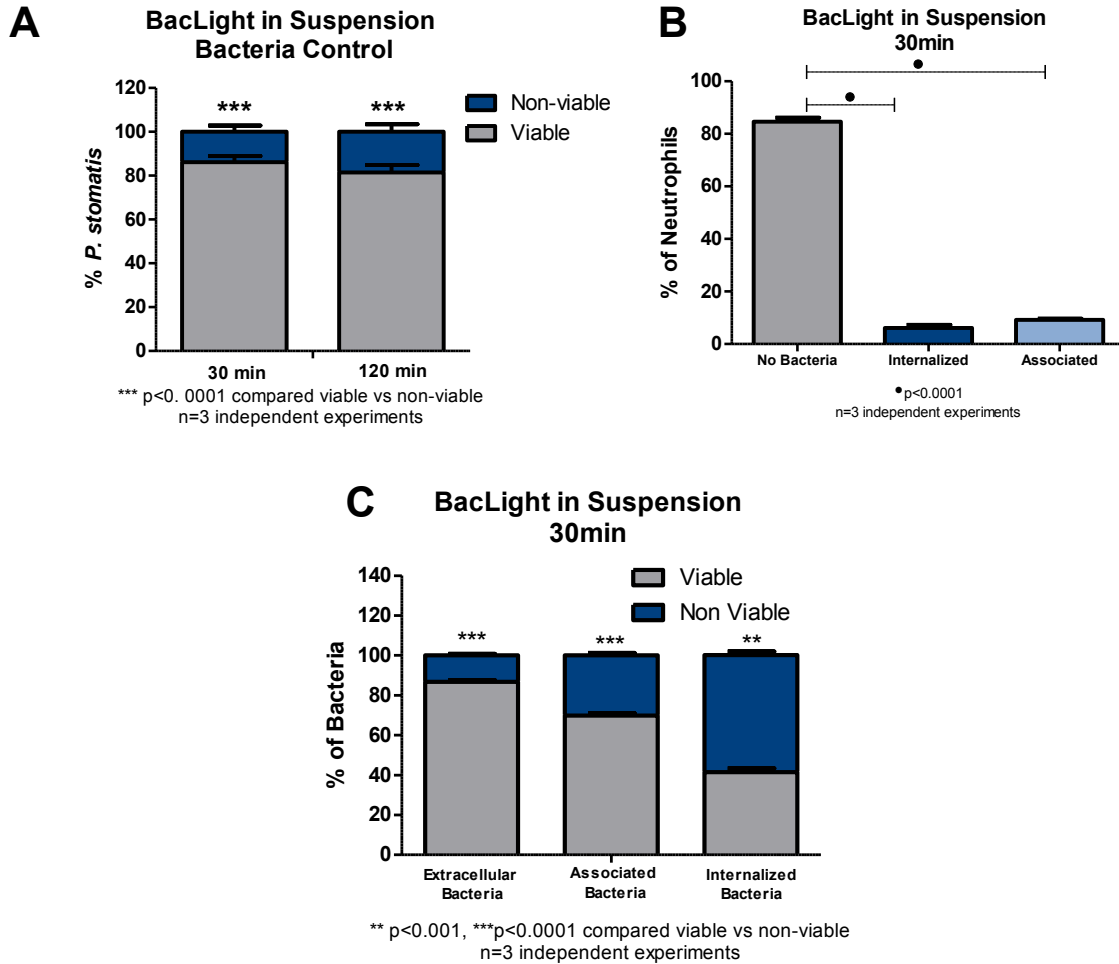 A
BacLight in Suspension
Bacteria Control
% P. stomatis
120
100
80
60
40
20
0
***
***
Non-viable
Viable
30 min
120 min
*** p<0. 0001 compared viable vs non-viable
n=3 independent experiments
B
BacLight in Suspension
30min
% of Neutrophils
100
80
60
40
20
0
No Bacteria
Internalized
Associated
● p<0.0001
n=3 independent experiments
C
BacLight in Suspension
30min
% of Bacteria
140
120
100
80
60
40
20
0
Viable
Non Viable
***
***
**
Extracellular
Bacteria
Associated
Bacteria
Internalized
Bacteria
** p<0.001, ***p<0.0001 compared viable vs non-viable
n=3 independent experiments